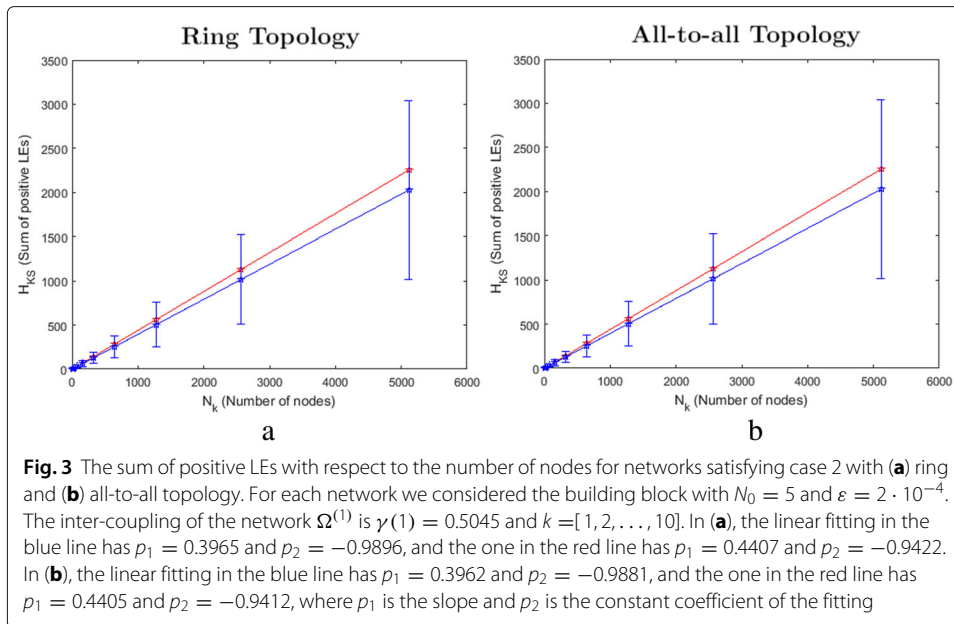 Ring Topology
3500
3000
2500
2000
1500
1000
500
0
H_KS (Sum of positive LEs)
0 1000 2000 3000 4000 5000 6000
N_k (Number of nodes)
a
All-to-all Topology
3500
3000
2500
2000
1500
1000
500
0
H_KS (Sum of positive LEs)
0 1000 2000 3000 4000 5000 6000
N_k (Number of nodes)
b
Fig. 3 The sum of positive LEs with respect to the number of nodes for networks satisfying case 2 with (a) ring
and (b) all-to-all topology. For each network we considered the building block with N₀ = 5 and ε = 2 · 10⁻⁴.
The inter-coupling of the network Ω⁽¹⁾ is γ(1) = 0.5045 and k =[ 1, 2, . . . , 10]. In (a), the linear fitting in the
blue line has p₁ = 0.3965 and p₂ = −0.9896, and the one in the red line has p₁ = 0.4407 and p₂ = −0.9422.
In (b), the linear fitting in the blue line has p₁ = 0.3962 and p₂ = −0.9881, and the one in the red line has
p₁ = 0.4405 and p₂ = −0.9412, where p₁ is the slope and p₂ is the constant coefficient of the fitting